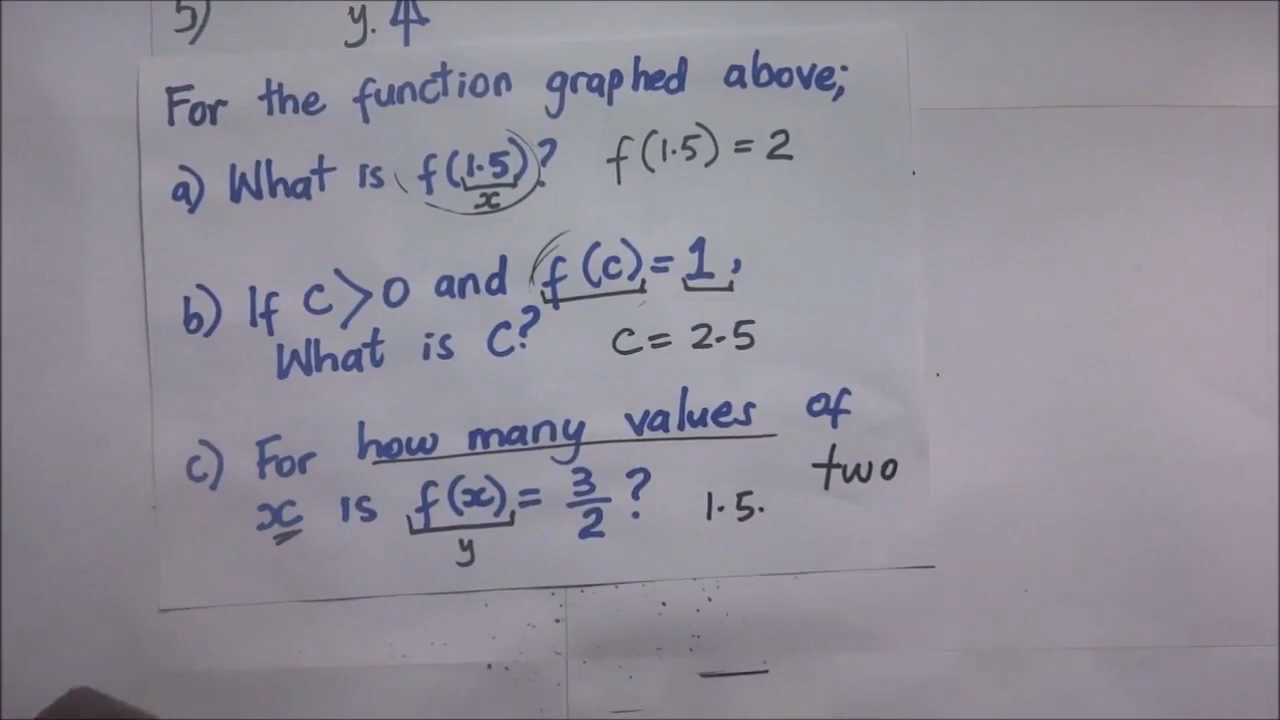 5) y.
For the function graphed above;
a) What is f(1.5)? f(1.5) = 2
x
b) If c>0 and f(c) = 1,
What is c? c = 2.5
c) For how many values of
x is f(x) = 3/2? 1.5. two
y